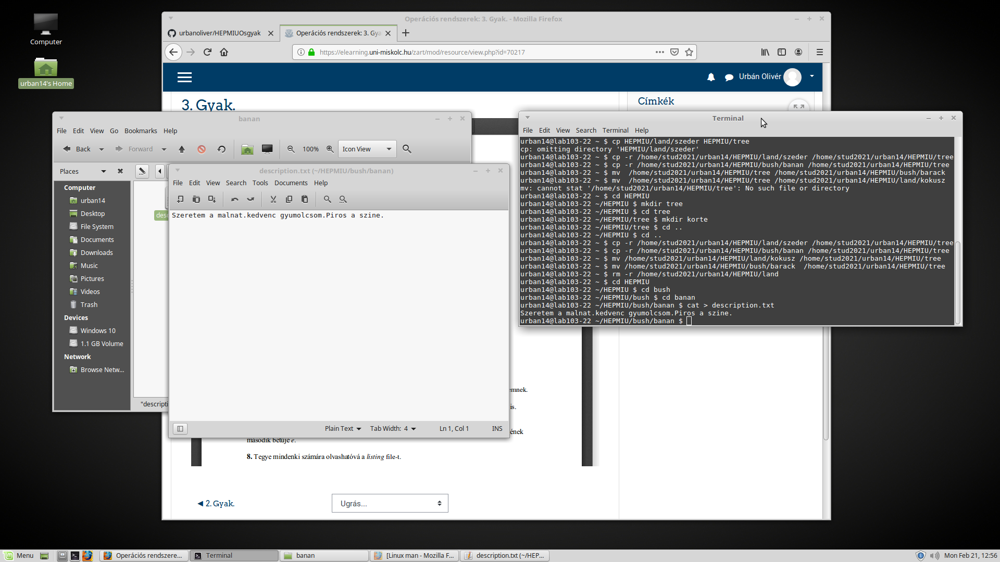 Computer
urban14's Home
Operációs rendszerek: 3. Gyak. - Mozilla Firefox
urbanoliver/HEPMIUOsgyak
Operációs rendszerek: 3. Gya
https://elearning.uni-miskolc.hu/zart/mod/resource/view.php?id=70217
Urbán Olivér
3. Gyak.
Címkék
banan
File Edit View Go Bookmarks Help
Back Forward 100% Icon View
Places
Computer
urban14
Desktop
File System
Documents
Downloads
Music
Pictures
Videos
Trash
Devices
Windows 10
1.1 GB Volume
Network
Browse Netw...
desc
"descripti
description.txt (~/HEPMIU/bush/banan)
File Edit View Search Tools Documents Help
Szeretem a malnat.kedvenc gyumolcsom.Piros a szine.
Plain Text Tab Width: 4 Ln 1, Col 1 INS
Terminal
File Edit View Search Terminal Help
urban14@lab103-22 ~ $ cp HEPMIU/land/szeder HEPMIU/tree
cp: omitting directory 'HEPMIU/land/szeder'
urban14@lab103-22 ~ $ cp -r /home/stud2021/urban14/HEPMIU/land/szeder /home/stud2021/urban14/HEPMIU/tree
urban14@lab103-22 ~ $ cp -r /home/stud2021/urban14/HEPMIU/bush/banan /home/stud2021/urban14/HEPMIU/tree
urban14@lab103-22 ~ $ mv  /home/stud2021/urban14/HEPMIU/tree /home/stud2021/urban14/HEPMIU/bush/barack
urban14@lab103-22 ~ $ mv  /home/stud2021/urban14/HEPMIU/tree /home/stud2021/urban14/HEPMIU/land/kokusz
mv: cannot stat '/home/stud2021/urban14/HEPMIU/tree': No such file or directory
urban14@lab103-22 ~ $ cd HEPMIU
urban14@lab103-22 ~/HEPMIU $ mkdir tree
urban14@lab103-22 ~/HEPMIU $ cd tree
urban14@lab103-22 ~/HEPMIU/tree $ mkdir korte
urban14@lab103-22 ~/HEPMIU/tree $ cd ..
urban14@lab103-22 ~/HEPMIU $ cd ..
urban14@lab103-22 ~ $ cp -r /home/stud2021/urban14/HEPMIU/land/szeder /home/stud2021/urban14/HEPMIU/tree
urban14@lab103-22 ~ $ cp -r /home/stud2021/urban14/HEPMIU/bush/banan /home/stud2021/urban14/HEPMIU/tree
urban14@lab103-22 ~ $ mv /home/stud2021/urban14/HEPMIU/land/kokusz /home/stud2021/urban14/HEPMIU/tree
urban14@lab103-22 ~ $ mv /home/stud2021/urban14/HEPMIU/bush/barack  /home/stud2021/urban14/HEPMIU/tree
urban14@lab103-22 ~ $ rm -r /home/stud2021/urban14/HEPMIU/land
urban14@lab103-22 ~ $ cd HEPMIU
urban14@lab103-22 ~/HEPMIU $ cd bush
urban14@lab103-22 ~/HEPMIU/bush $ cd banan
urban14@lab103-22 ~/HEPMIU/bush/banan $ cat > description.txt
Szeretem a malnat.kedvenc gyumolcsom.Piros a szine.
urban14@lab103-22 ~/HEPMIU/bush/banan $
emnek.
is.
ének
második betűje e.
8. Tegye mindenki számára olvashatóvá a listing file-t.
◄ 2. Gyak.
Ugrás...
Menu
Operációs rendszere...
Terminal
banan
[Linux man - Mozilla F...
description.txt (~/HEP...
Mon Feb 21, 12:56